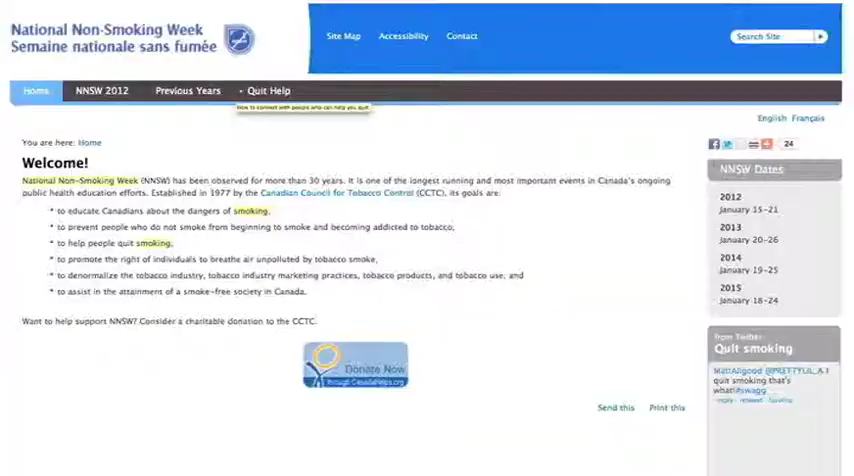 National Non-Smoking Week
Semaine nationale sans fumée
Site Map Accessibility Contact
Search Site
Home NNSW 2012 Previous Years Quit Help
How to connect with people who can help you quit
English Français
You are here: Home
24
Welcome!
National Non-Smoking Week (NNSW) has been observed for more than 30 years. It is one of the longest running and most important events in Canada's ongoing
public health education efforts. Established in 1977 by the Canadian Council for Tobacco Control (CCTC), its goals are:
* to educate Canadians about the dangers of smoking,
* to prevent people who do not smoke from beginning to smoke and becoming addicted to tobacco,
* to help people quit smoking,
* to promote the right of individuals to breathe air unpolluted by tobacco smoke,
* to denormalize the tobacco industry, tobacco industry marketing practices, tobacco products, and tobacco use, and
* to assist in the attainment of a smoke-free society in Canada.
Want to help support NNSW? Consider a charitable donation to the CCTC.
Donate Now
through CanadaHelps.org
Send this Print this
NNSW Dates
2012
January 15-21
2013
January 20-26
2014
January 19-25
2015
January 18-24
from Twitter
Quit smoking
quit smoking that's
what!#swagg
reply · retweet · favorite